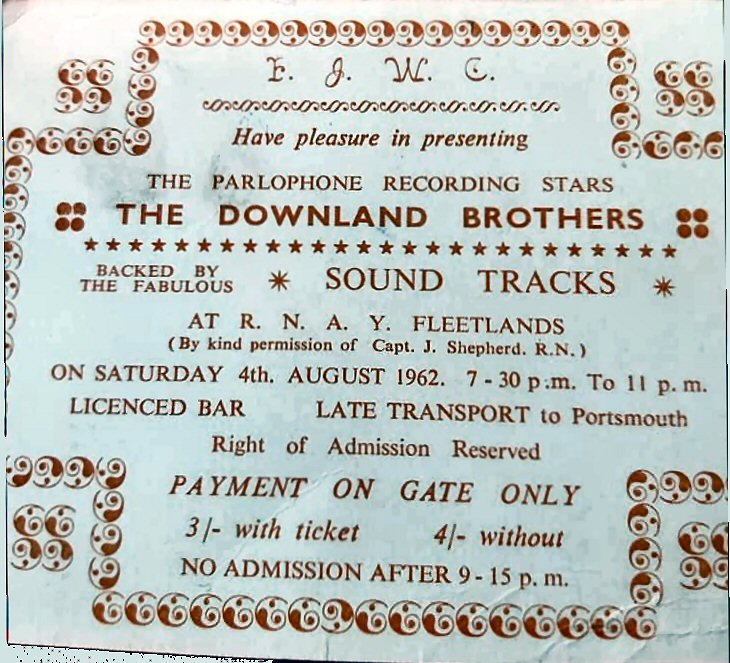 F. J. W. C.
Have pleasure in presenting
THE PARLOPHONE RECORDING STARS
THE DOWNLAND BROTHERS
BACKED BY
THE FABULOUS * SOUND TRACKS *
AT R. N. A. Y. FLEETLANDS
(By kind permission of Capt. J. Shepherd. R.N.)
ON SATURDAY 4th. AUGUST 1962. 7 - 30 p.m. To 11 p. m.
LICENCED BAR LATE TRANSPORT to Portsmouth
Right of Admission Reserved
PAYMENT ON GATE ONLY
3/- with ticket 4/- without
NO ADMISSION AFTER 9 - 15 p. m.